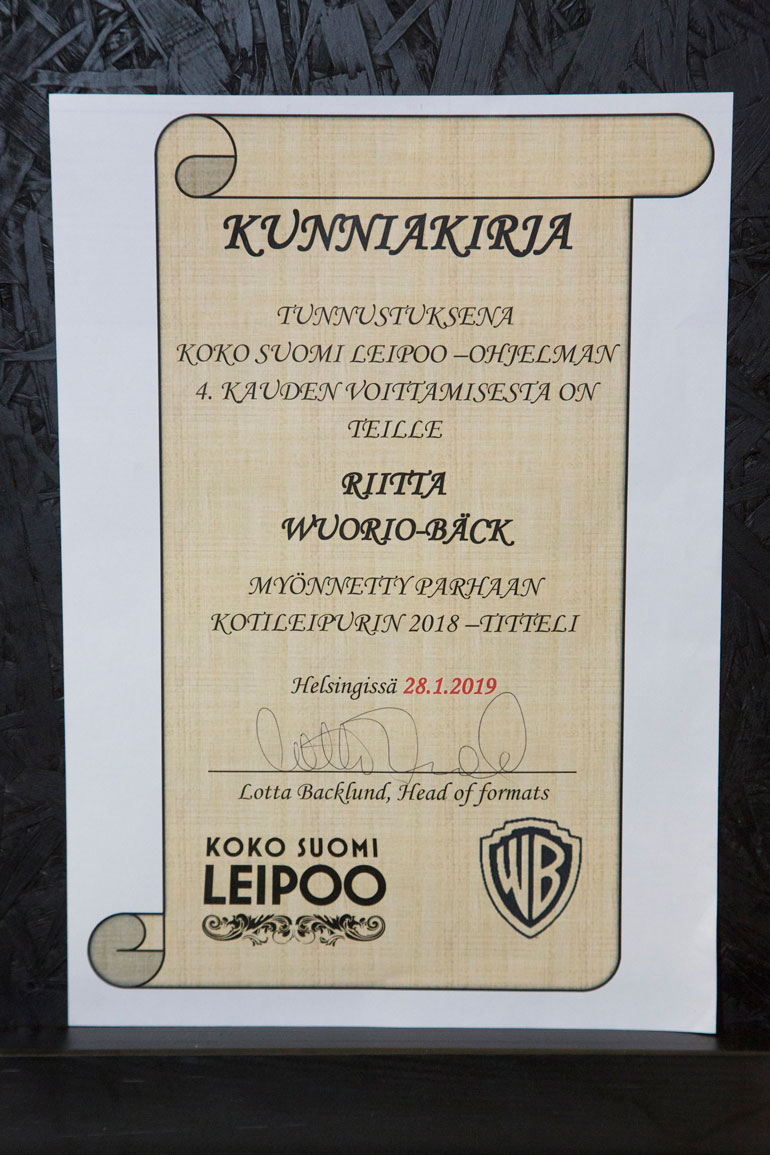 KUNNIAKIRJA
TUNNUSTUKSENA
KOKO SUOMI LEIPOO –OHJELMAN
4. KAUDEN VOITTAMISESTA ON
TEILLE
RIITTA
WUORIO-BÄCK
MYÖNNETTY PARHAAN
KOTILEIPURIN 2018 –TITTELI
Helsingissä 28.1.2019
Lotta Backlund, Head of formats
KOKO SUOMI
LEIPOO
WB